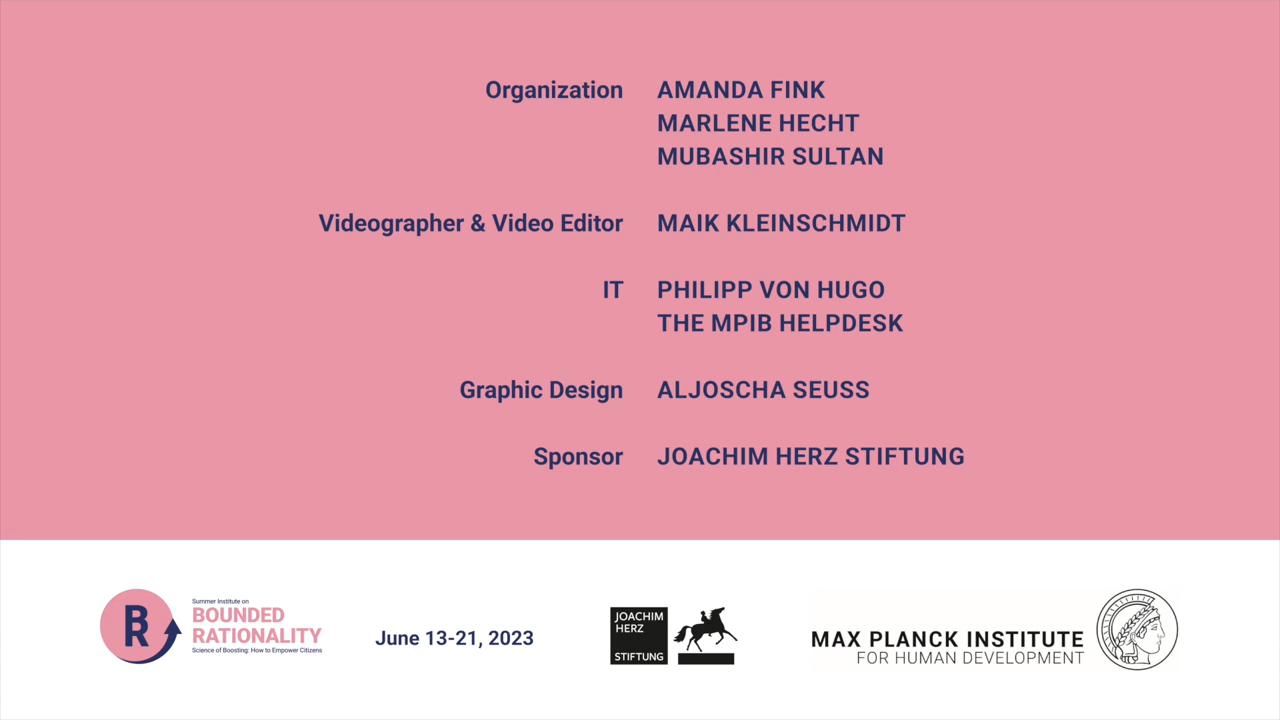 Organization AMANDA FINK
MARLENE HECHT
MUBASHIR SULTAN
Videographer & Video Editor MAIK KLEINSCHMIDT
IT PHILIPP VON HUGO
THE MPIB HELPDESK
Graphic Design ALJOSCHA SEUSS
Sponsor JOACHIM HERZ STIFTUNG
R
Summer Institute on
BOUNDED
RATIONALITY
Science of Boosting: How to Empower Citizens
June 13-21, 2023
JOACHIM
HERZ
STIFTUNG
MAX PLANCK INSTITUTE
FOR HUMAN DEVELOPMENT